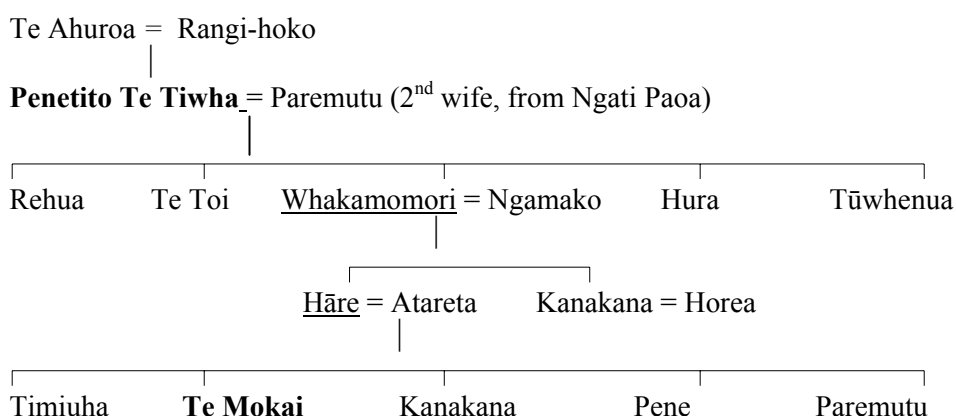 Te Ahuroa = Rangi-hoko
Penetito Te Tiwha = Paremutu (2nd wife, from Ngati Paoa)
Rehua Te Toi Whakamomori = Ngamako Hura Tūwhenua
Hāre = Atareta Kanakana = Horea
Timiuha Te Mokai Kanakana Pene Paremutu